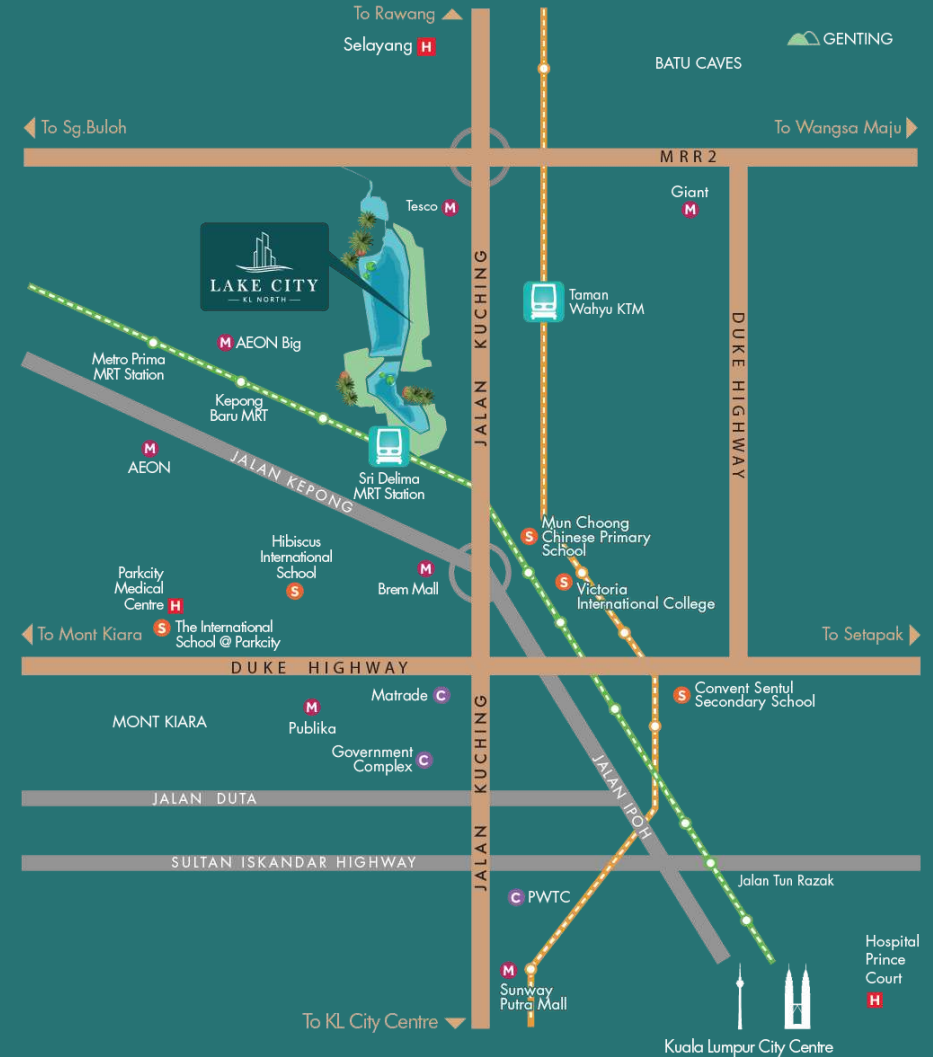 To Rawang
Selayang H
GENTING
BATU CAVES
To Sg.Buloh
To Wangsa Maju
MRR2
Giant
M
Tesco M
LAKE CITY
KL NORTH
JALAN KUCHING
Taman
Wahyu KTM
DUKE HIGHWAY
M AEON Big
Metro Prima
MRT Station
Kepong
Baru MRT
M
AEON
JALAN KEPONG
Sri Delima
MRT Station
S
Mun Choong
Chinese Primary
School
Hibiscus
International
School
S
M
Brem Mall
S
Victoria
International College
Parkcity
Medical
Centre H
S
The International
School @ Parkcity
To Mont Kiara
To Setapak
DUKE HIGHWAY
Matrade C
S
Convent Sentul
Secondary School
MONT KIARA
M
Publika
JALAN KUCHING
Government
Complex C
JALAN IPOH
JALAN DUTA
SULTAN ISKANDAR HIGHWAY
Jalan Tun Razak
C PWTC
Hospital
Prince
Court
H
M
Sunway
Putra Mall
To KL City Centre
Kuala Lumpur City Centre